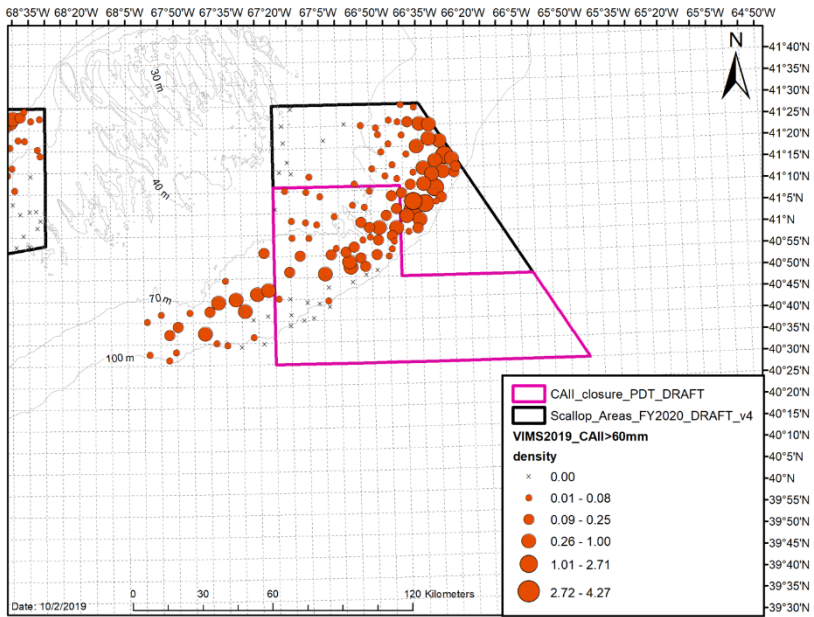 68°35'W 68°20'W 68°5'W 67°50'W 67°35'W 67°20'W 67°5'W 66°50'W 66°35'W 66°20'W 66°5'W 65°50'W 65°35'W 65°20'W 65°5'W 64°50'W
N
41°40'N
41°35'N
41°30'N
41°25'N
41°20'N
41°15'N
41°10'N
41°5'N
41°N
40°55'N
40°50'N
40°45'N
40°40'N
40°35'N
40°30'N
40°25'N
40°20'N
40°15'N
40°10'N
40°5'N
40°N
39°55'N
39°50'N
39°45'N
39°40'N
39°35'N
39°30'N
30 m
40 m
70 m
100 m
CAII_closure_PDT_DRAFT
Scallop_Areas_FY2020_DRAFT_v4
VIMS2019_CAII>60mm
density
0.00
0.01 - 0.08
0.09 - 0.25
0.26 - 1.00
1.01 - 2.71
2.72 - 4.27
0 30 60 120 Kilometers
Date: 10/2/2019